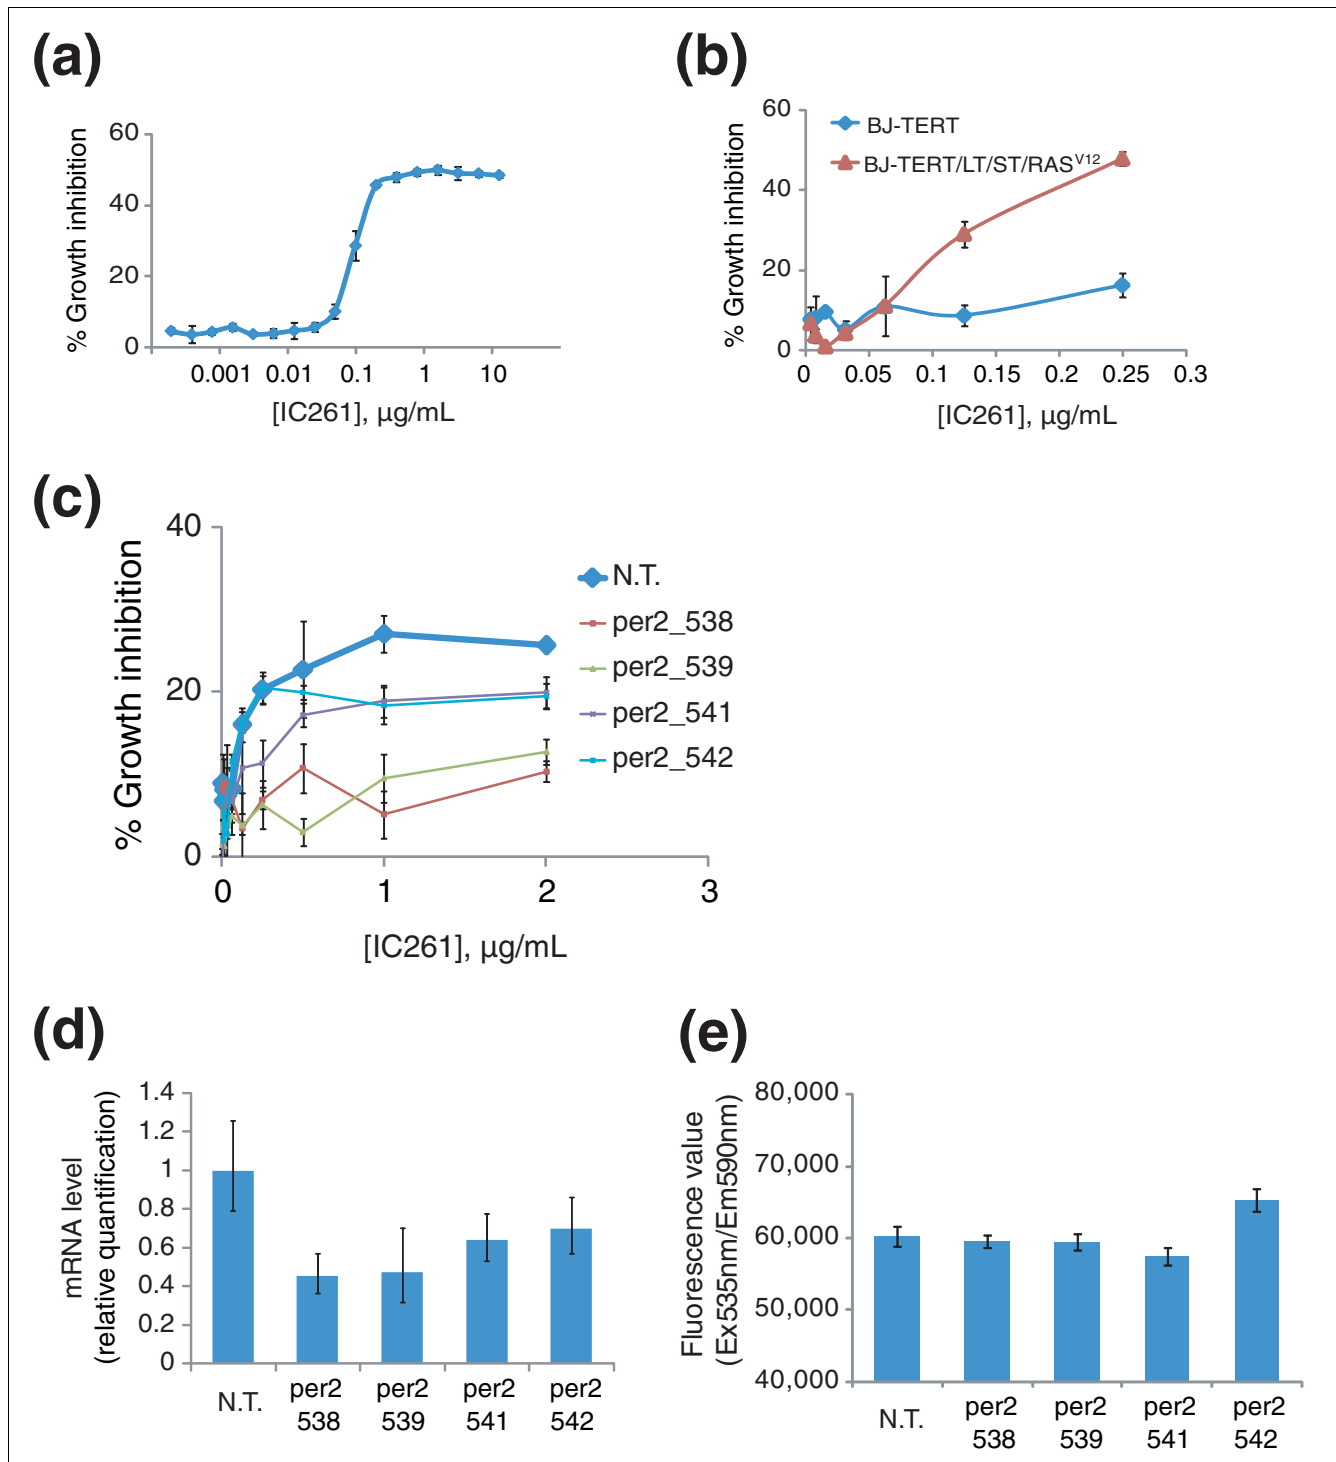 (a)
% Growth inhibition
60
40
20
0
0.001 0.01 0.1 1 10
[IC261], µg/mL
(b)
% Growth inhibition
60
40
20
0
BJ-TERT
BJ-TERT/LT/ST/RASV12
0 0.05 0.1 0.15 0.2 0.25 0.3
[IC261], µg/mL
(c)
% Growth inhibition
40
20
0
N.T.
per2_538
per2_539
per2_541
per2_542
0 1 2 3
[IC261], µg/mL
(d)
mRNA level
(relative quantification)
1.4
1.2
1
0.8
0.6
0.4
0.2
0
N.T. per2 per2 per2 per2
538 539 541 542
(e)
Fluorescence value
(Ex535nm/Em590nm)
80,000
70,000
60,000
50,000
40,000
N.T. per2 per2 per2 per2
538 539 541 542